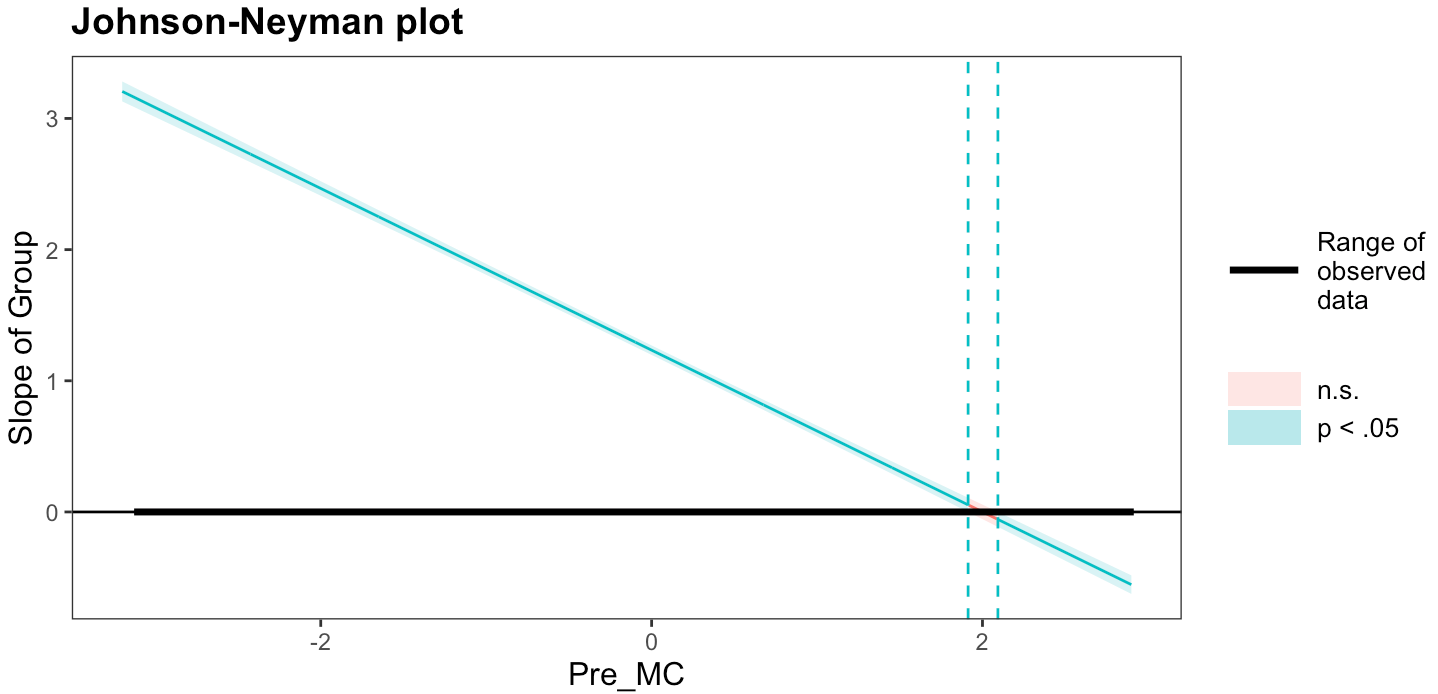 Johnson-Neyman plot
3
2
1
0
Slope of Group
-2
0
2
Pre_MC
Range of
observed
data
n.s.
p < .05